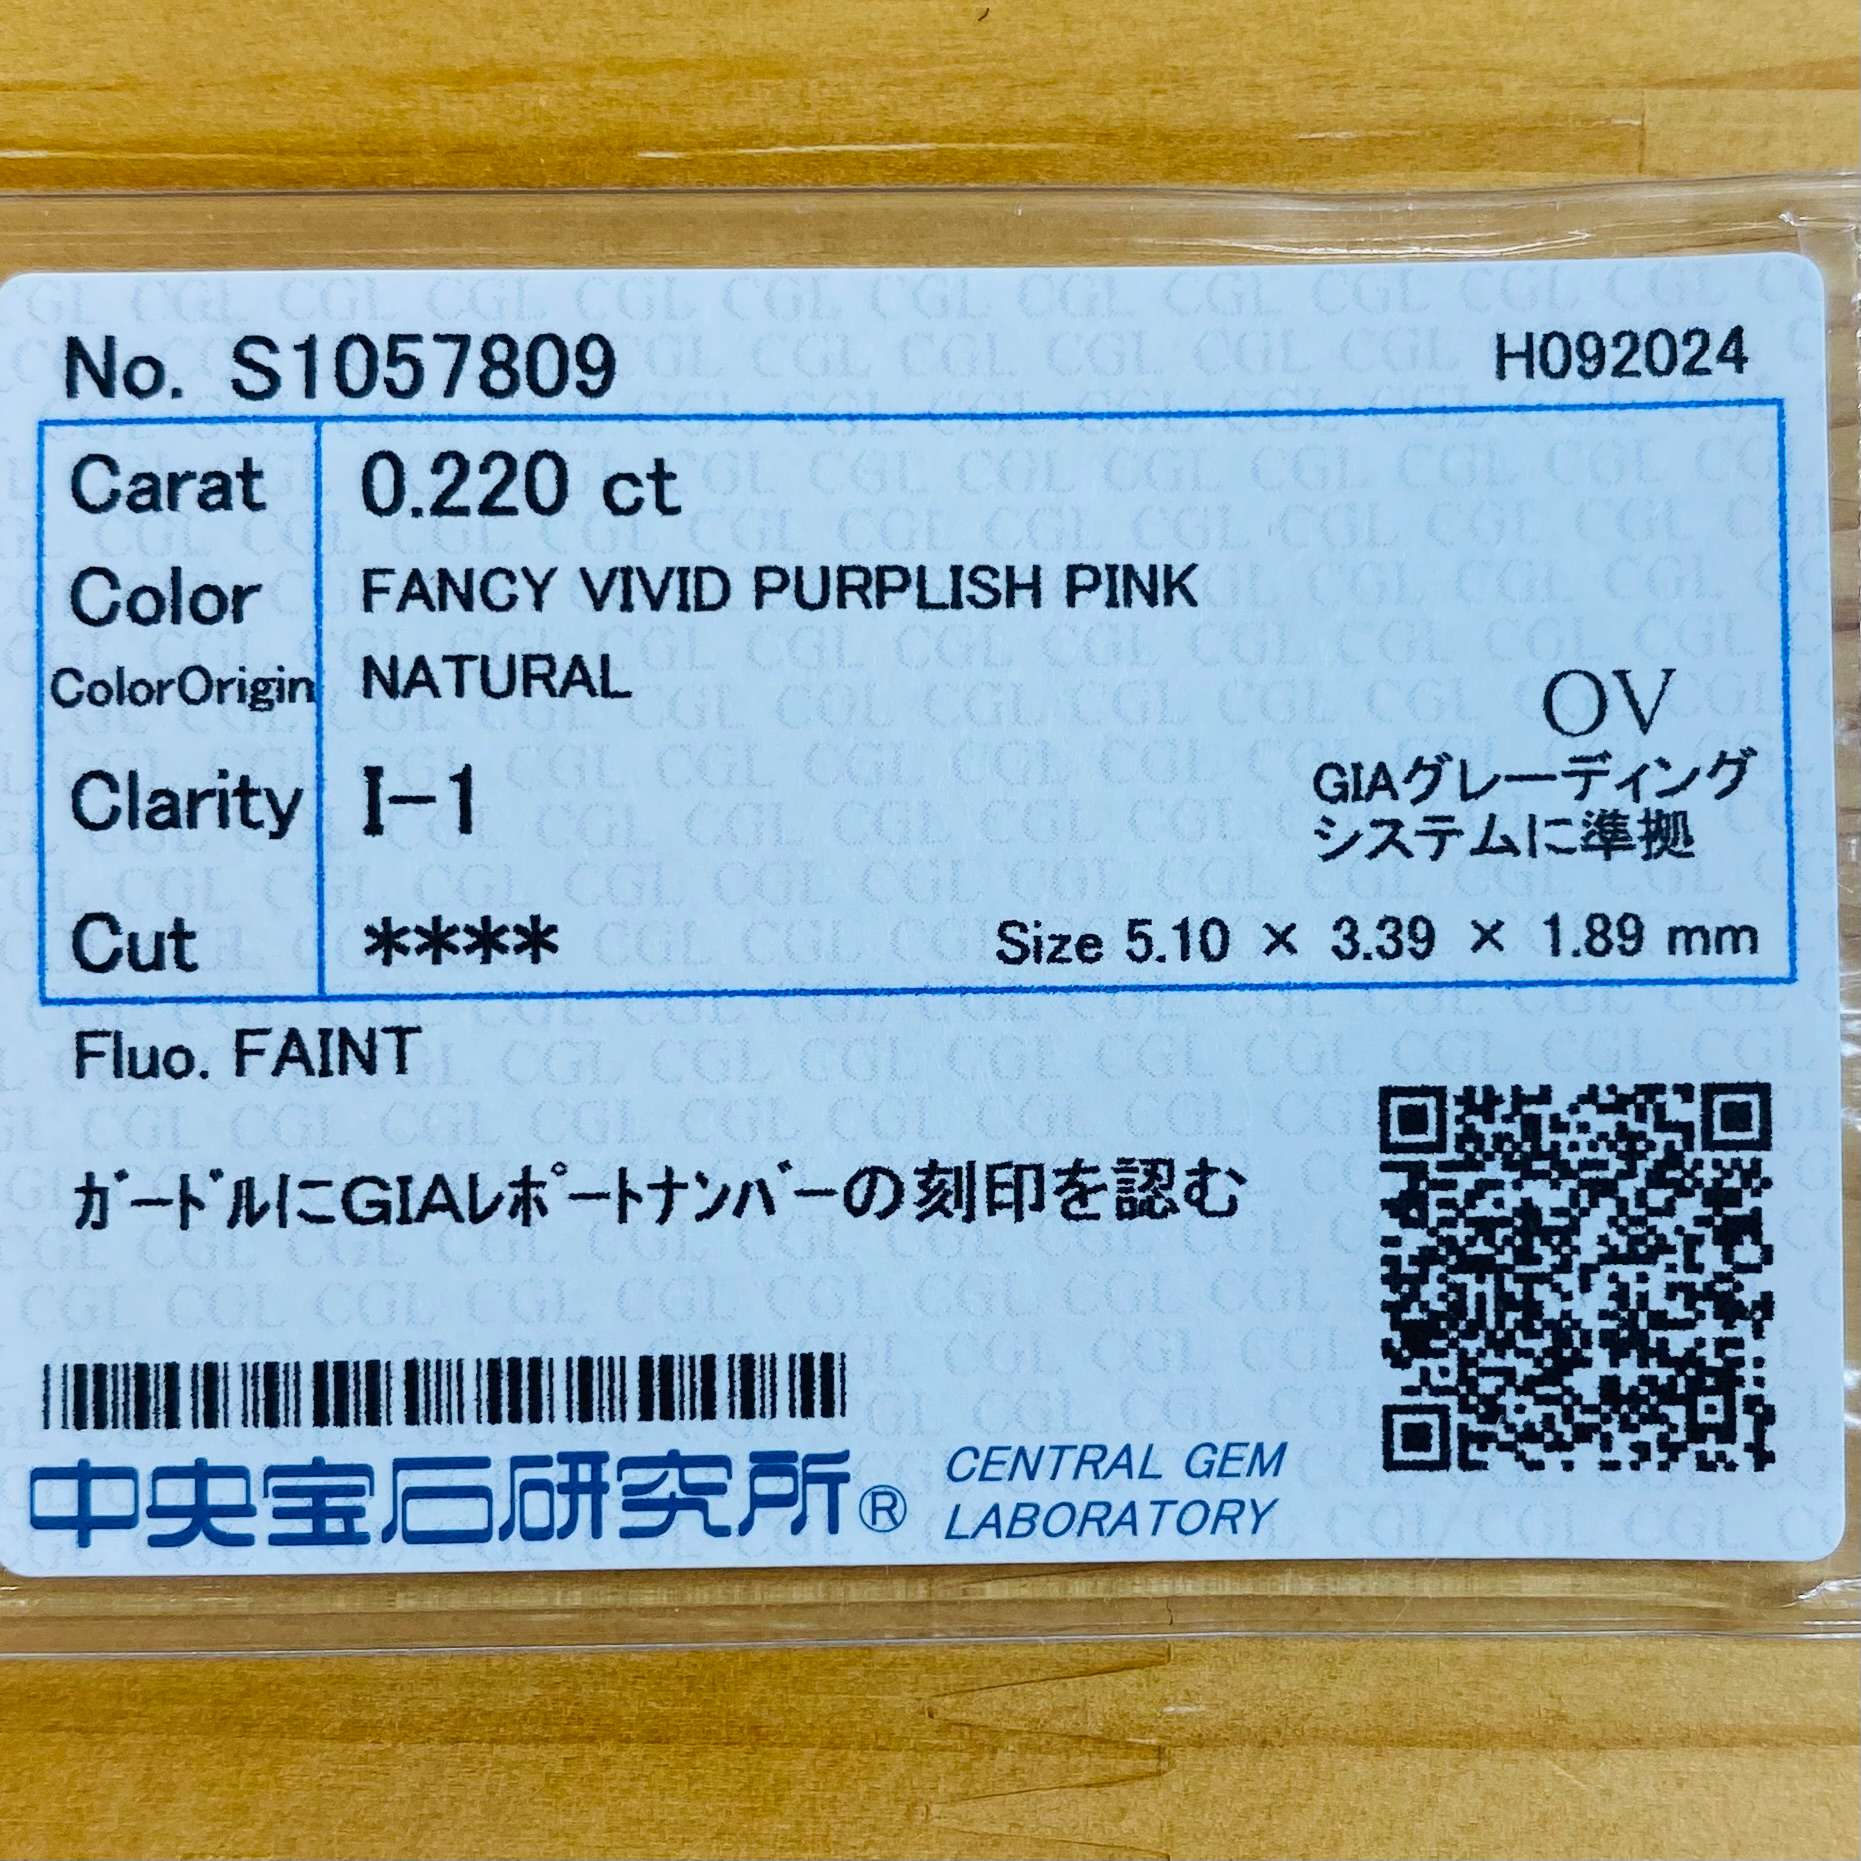 No. S1057809 H092024
Carat 0.220 ct
Color FANCY VIVID PURPLISH PINK
ColorOrigin NATURAL
OV
Clarity I-1
GIAグレーディング
システムに準拠
Cut **** Size 5.10 × 3.39 × 1.89 mm
Fluo. FAINT
ｶﾞｰﾄﾞﾙにGIAﾚﾎﾟｰﾄﾅﾝﾊﾞｰの刻印を認む
中央宝石研究所® CENTRAL GEM
LABORATORY